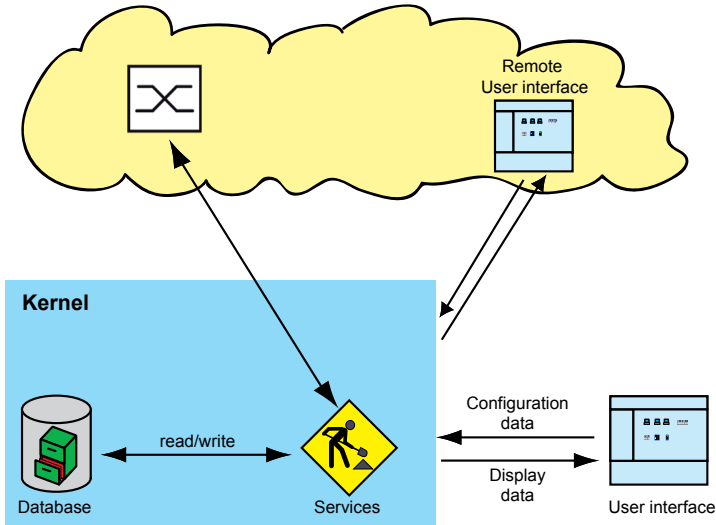 Remote
User interface
Kernel
Configuration
data
read/write
Display
data
Database
Services
User interface